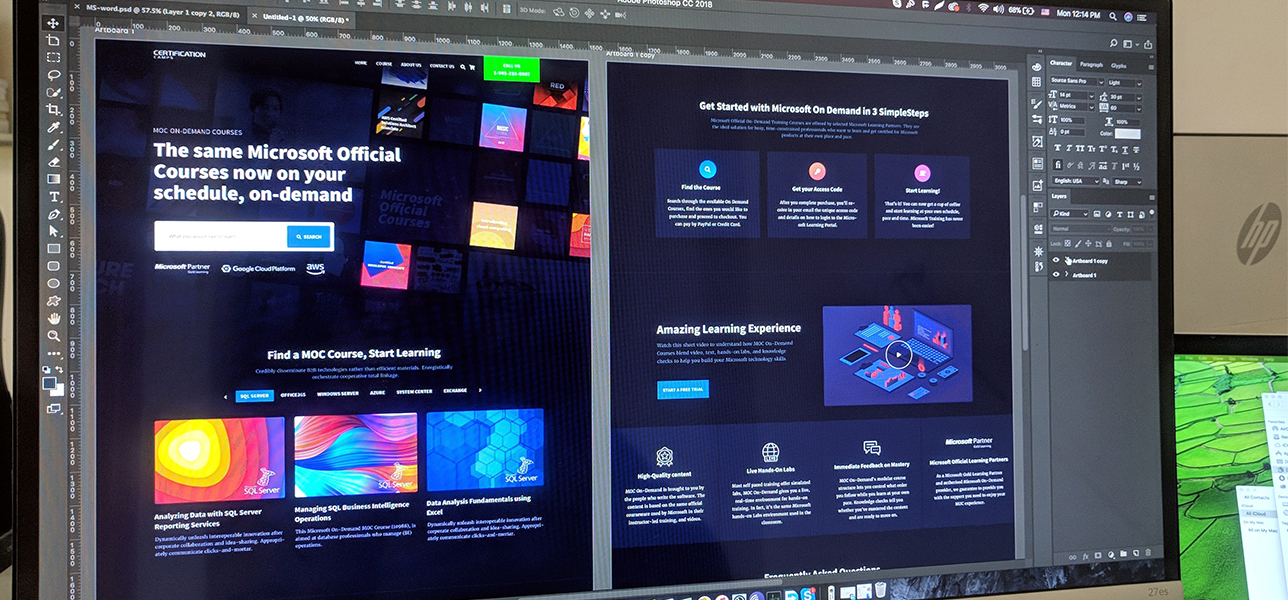 Adobe Photoshop CC 2018
68%
Mon 12:14 PM
MS-word.psd @ 57.5% (Layer 1 copy 2, RGB/8)
Untitled-1 @ 50% (RGB/8) *
3D Mode:
Artboard 1
Artboard 1 copy
CERTIFICATION
CAMPS
HOME
COURSE
ABOUT US
CONTACT US
CALL US
RED
MOC ON-DEMAND COURSES
The same Microsoft Official
Courses now on your
schedule, on-demand
Microsoft
Official
Courses
SEARCH
Microsoft Partner
Google Cloud Platform
aws
Find a MOC Course, Start Learning
Credibly disseminate B2B technologies rather than efficient materials. Energistically
orchestrate cooperative total linkage.
SQL SERVER
OFFICE365
WINDOWS SERVER
AZURE
SYSTEM CENTER
EXCHANGE
SQL Server
SQL Server
SQL Server
Analyzing Data with SQL Server
Reporting Services
Dynamically unleash interoperable innovation after
corporate collaboration and idea-sharing. Appropri-
ately communicate clicks-and-mortar.
Managing SQL Business Intelligence
Operations
This Microsoft On-Demand MOC Course (10988), is
aimed at database professionals who manage (BI)
operations.
Data Analysis Fundamentals using
Excel
Dynamically unleash interoperable innovation after
corporate collaboration and idea-sharing. Appropri-
ately communicate clicks-and-mortar.
Get Started with Microsoft On Demand in 3 SimpleSteps
Microsoft Official On-Demand Training Courses are offered by selected Microsoft Learning Partners. They are
the ideal solution for busy, time-constrained professionals who want to learn and get certified for Microsoft
products at their own place and pace.
Find the Course
Search through the available On Demand
Courses, find the ones you would like to
purchase and proceed to checkout. You
can pay by PayPal or Credit Card.
Get your Access Code
After you complete purchase, you'll re-
ceive in your email the unique access code
and details on how to login to the Micro-
soft Learning Portal.
Start Learning!
That's it! You can now get a cup of coffee
and start learning at your own schedule,
pace and time. Microsoft Training has never
been easier!
Amazing Learning Experience
Watch this short video to understand how MOC On-Demand
Courses blend video, text, hands-on labs, and knowledge
checks to help you build your Microsoft technology skills
START A FREE TRIAL
High-Quality content
MOC On-Demand is brought to you by
the people who write the software. The
content is based on the same official
courseware used by Microsoft in their
instructor-led training, and videos.
Live Hands-On Labs
Most self paced training offer simulated
labs, MOC On-Demand gives you a live,
real-time environment for hands-on
training. In fact, it's the same Microsoft
Hands-on Labs environment used in the
classroom.
Immediate Feedback on Mastery
MOC On-Demand's modular course
structure lets you control what order
you follow while you learn at your own
pace. Knowledge checks tell you
whether you've mastered the content
and are ready to move on.
Microsoft Partner
Gold Learning
Microsoft Official Learning Partners
As a Microsoft Gold Learning Partner
and authorized Microsoft On-Demand
provider, we guarantee to provide you
with the support you need to enjoy your
MOC experience.
Frequently Asked Questions
Character
Paragraph
Glyphs
Source Sans Pro
Light
14 pt
30 pt
Metrics
60
100%
100%
0 pt
Color:
English: USA
Sharp
Layers
Kind
Normal
Opacity:
Lock:
Fill:
Artboard 1 copy
Artboard 1
hp
27es
All Contacts
All iCloud
On My Mac
All on My Mac